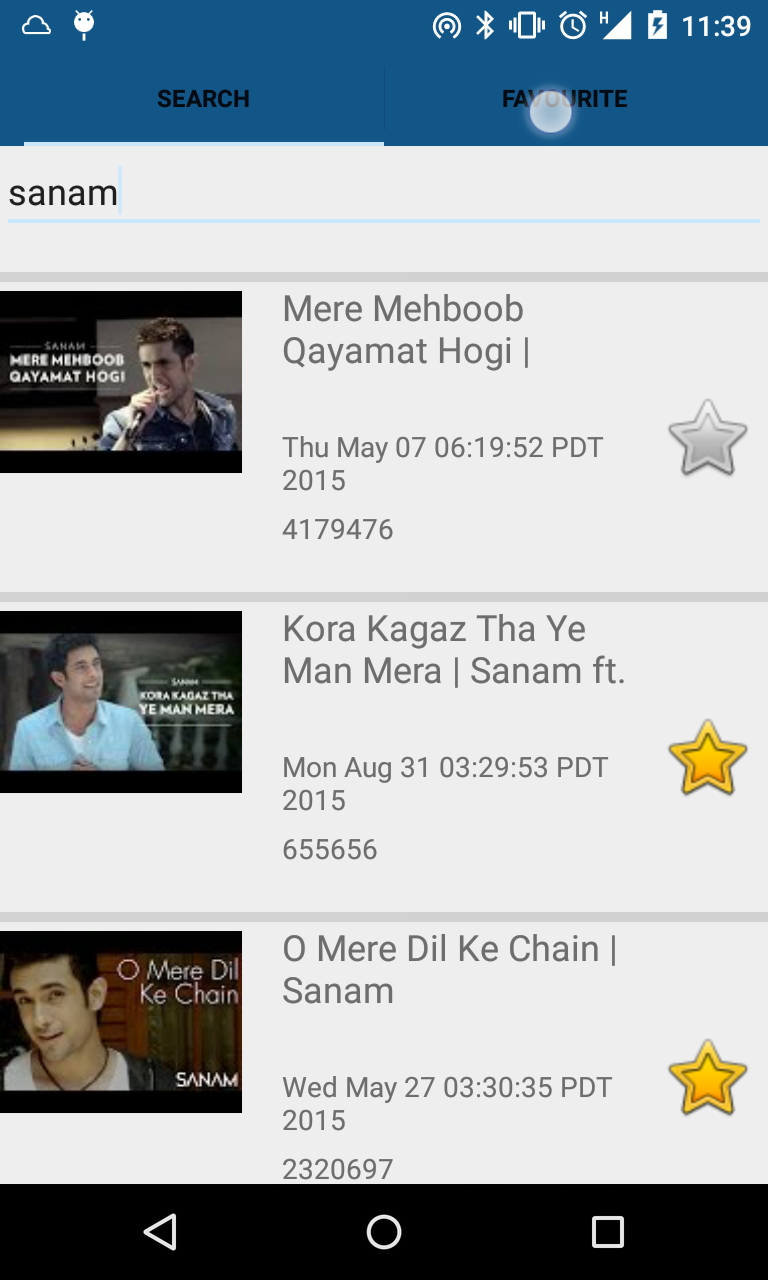 H 11:39
SEARCH FAVOURITE
sanam
SANAM
MERE MEHBOOB
QAYAMAT HOGI
Mere Mehboob
Qayamat Hogi |
Thu May 07 06:19:52 PDT
2015
4179476
SANAM
KORA KAGAZ THA
YE MAN MERA
Kora Kagaz Tha Ye
Man Mera | Sanam ft.
Mon Aug 31 03:29:53 PDT
2015
655656
O Mere Dil
Ke Chain
SANAM
O Mere Dil Ke Chain |
Sanam
Wed May 27 03:30:35 PDT
2015
2320697